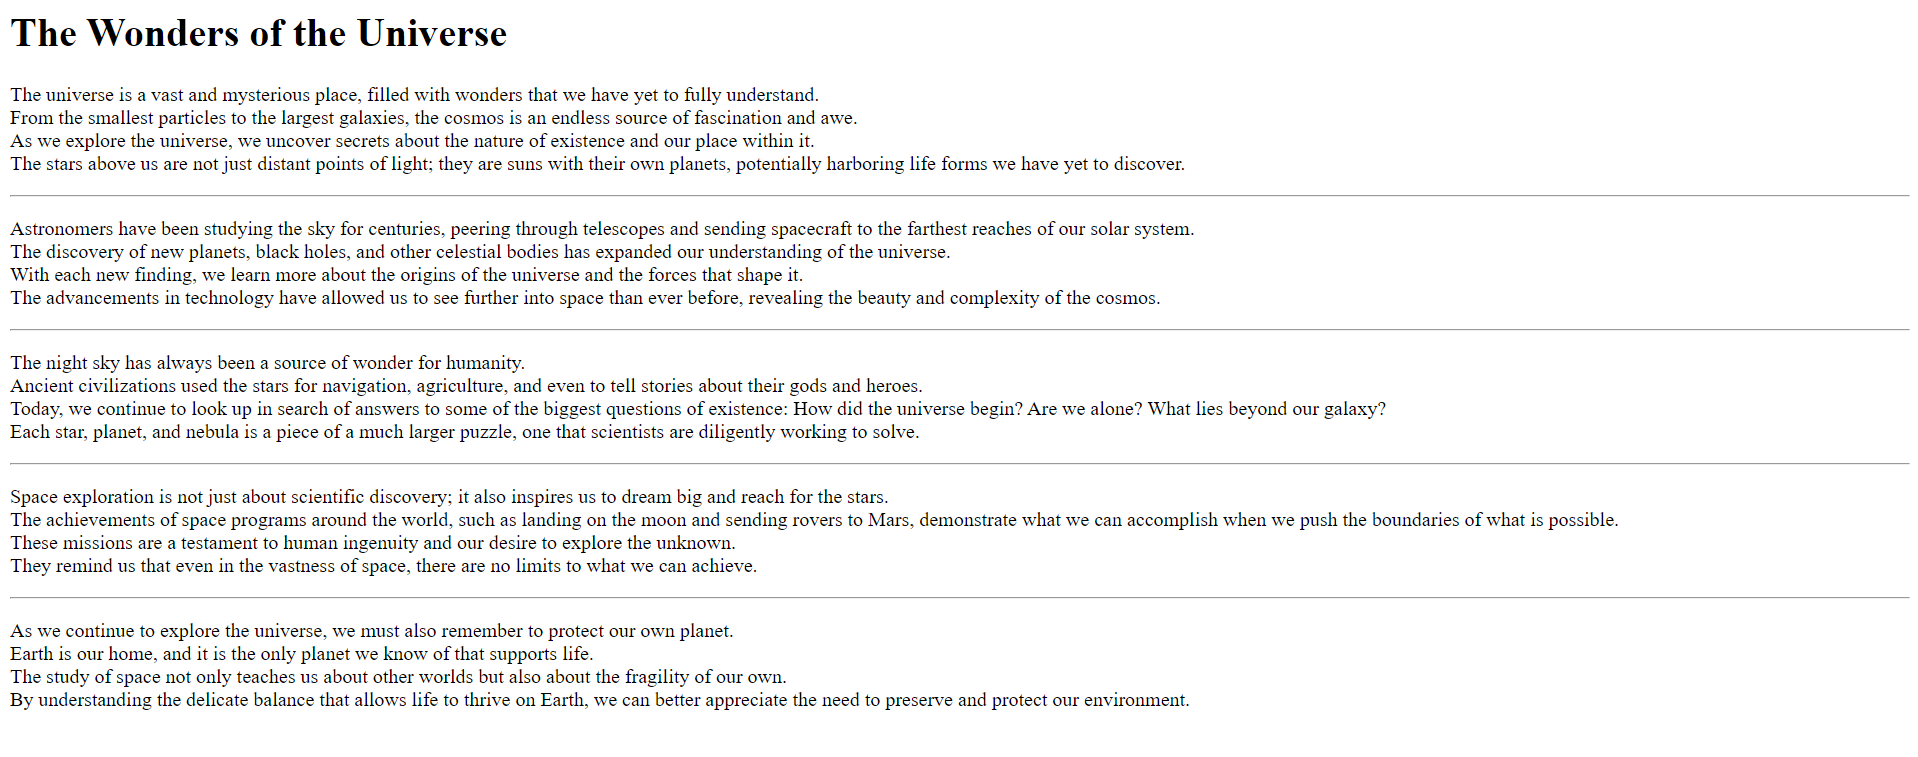 The Wonders of the Universe
The universe is a vast and mysterious place, filled with wonders that we have yet to fully understand.
From the smallest particles to the largest galaxies, the cosmos is an endless source of fascination and awe.
As we explore the universe, we uncover secrets about the nature of existence and our place within it.
The stars above us are not just distant points of light; they are suns with their own planets, potentially harboring life forms we have yet to discover.
Astronomers have been studying the sky for centuries, peering through telescopes and sending spacecraft to the farthest reaches of our solar system.
The discovery of new planets, black holes, and other celestial bodies has expanded our understanding of the universe.
With each new finding, we learn more about the origins of the universe and the forces that shape it.
The advancements in technology have allowed us to see further into space than ever before, revealing the beauty and complexity of the cosmos.
The night sky has always been a source of wonder for humanity.
Ancient civilizations used the stars for navigation, agriculture, and even to tell stories about their gods and heroes.
Today, we continue to look up in search of answers to some of the biggest questions of existence: How did the universe begin? Are we alone? What lies beyond our galaxy?
Each star, planet, and nebula is a piece of a much larger puzzle, one that scientists are diligently working to solve.
Space exploration is not just about scientific discovery; it also inspires us to dream big and reach for the stars.
The achievements of space programs around the world, such as landing on the moon and sending rovers to Mars, demonstrate what we can accomplish when we push the boundaries of what is possible.
These missions are a testament to human ingenuity and our desire to explore the unknown.
They remind us that even in the vastness of space, there are no limits to what we can achieve.
As we continue to explore the universe, we must also remember to protect our own planet.
Earth is our home, and it is the only planet we know of that supports life.
The study of space not only teaches us about other worlds but also about the fragility of our own.
By understanding the delicate balance that allows life to thrive on Earth, we can better appreciate the need to preserve and protect our environment.